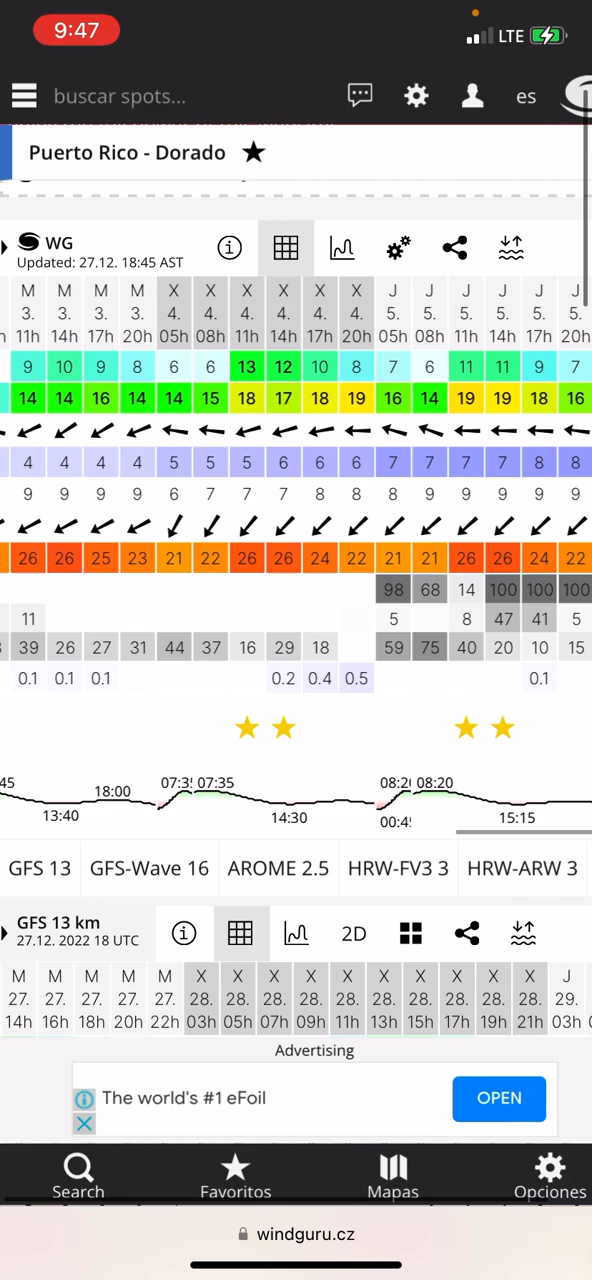 9:47
LTE
buscar spots...
es
Puerto Rico - Dorado
WG
Updated: 27.12. 18:45 AST
M M M M X X X X X X J J J J J
3. 3. 3. 3. 4. 4. 4. 4. 4. 4. 5. 5. 5. 5. 5.
11h 14h 17h 20h 05h 08h 11h 14h 17h 20h 05h 08h 11h 14h 17h 20h
9 10 9 8 6 6 13 12 10 8 7 6 11 11 9 7
14 14 16 14 14 15 18 17 18 19 16 14 19 19 18 16
4 4 4 4 5 5 5 6 6 6 7 7 7 7 8 8
9 9 9 9 6 7 7 7 8 8 8 9 9 9 9 9
26 26 25 23 21 22 26 26 24 22 21 21 26 26 24 22
98 68 14 100 100 100
11 5 8 47 41 5
39 26 27 31 44 37 16 29 18 59 75 40 20 10 15
0.1 0.1 0.1 0.2 0.4 0.5 0.1
45 18:00 07:35 08:20
13:40 14:30 15:15
GFS 13 GFS-Wave 16 AROME 2.5 HRW-FV3 3 HRW-ARW 3
GFS 13 km
27.12. 2022 18 UTC
2D
M M M M M X X X X X X X X X X J
27. 27. 27. 27. 27. 28. 28. 28. 28. 28. 28. 28. 28. 28. 28. 29.
14h 16h 18h 20h 22h 03h 05h 07h 09h 11h 13h 15h 17h 19h 21h 03h
Advertising
The world's #1 eFoil
OPEN
Search Favoritos Mapas Opciones
windguru.cz